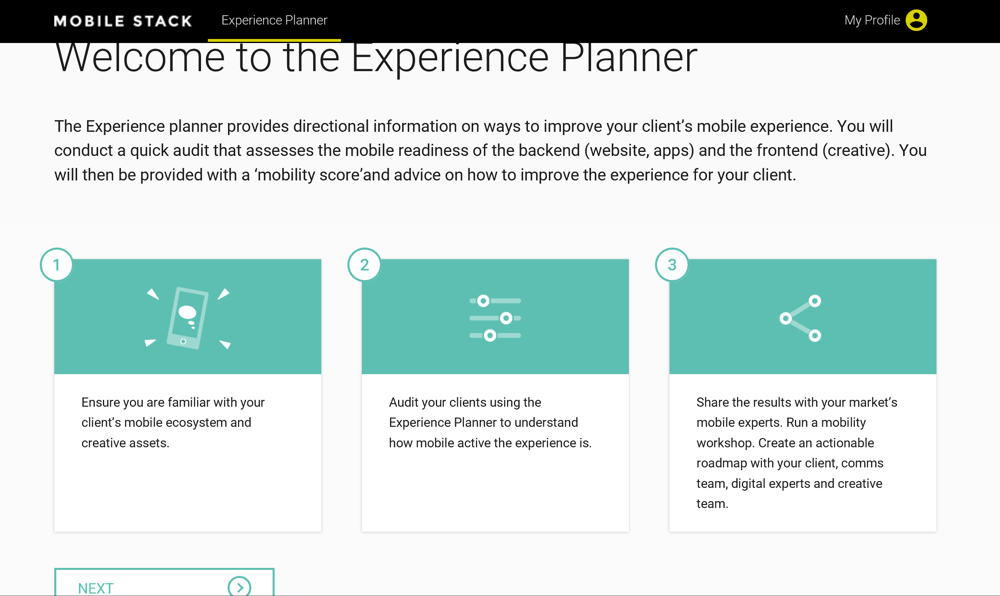 MOBILE STACK
Experience Planner
My Profile
Welcome to the Experience Planner
The Experience planner provides directional information on ways to improve your client’s mobile experience. You will
conduct a quick audit that assesses the mobile readiness of the backend (website, apps) and the frontend (creative). You
will then be provided with a ‘mobility score’and advice on how to improve the experience for your client.
1
Ensure you are familiar with your
client’s mobile ecosystem and
creative assets.
2
Audit your clients using the
Experience Planner to understand
how mobile active the experience is.
3
Share the results with your market’s
mobile experts. Run a mobility
workshop. Create an actionable
roadmap with your client, comms
team, digital experts and creative
team.
NEXT